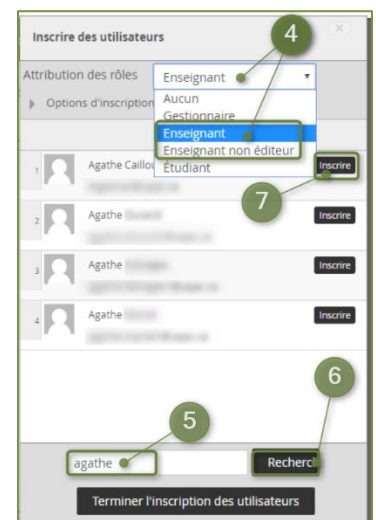 Inscrire des utilisateurs
4
Attribution des rôles Enseignant
Options d'inscription
Aucun
Gestionnaire
Enseignant
Enseignant non éditeur
Étudiant
1 Agathe Inscrire
7
2 Agathe Inscrire
3 Agathe Inscrire
4 Agathe Inscrire
6
5
agathe Recherc
Terminer l'inscription des utilisateurs